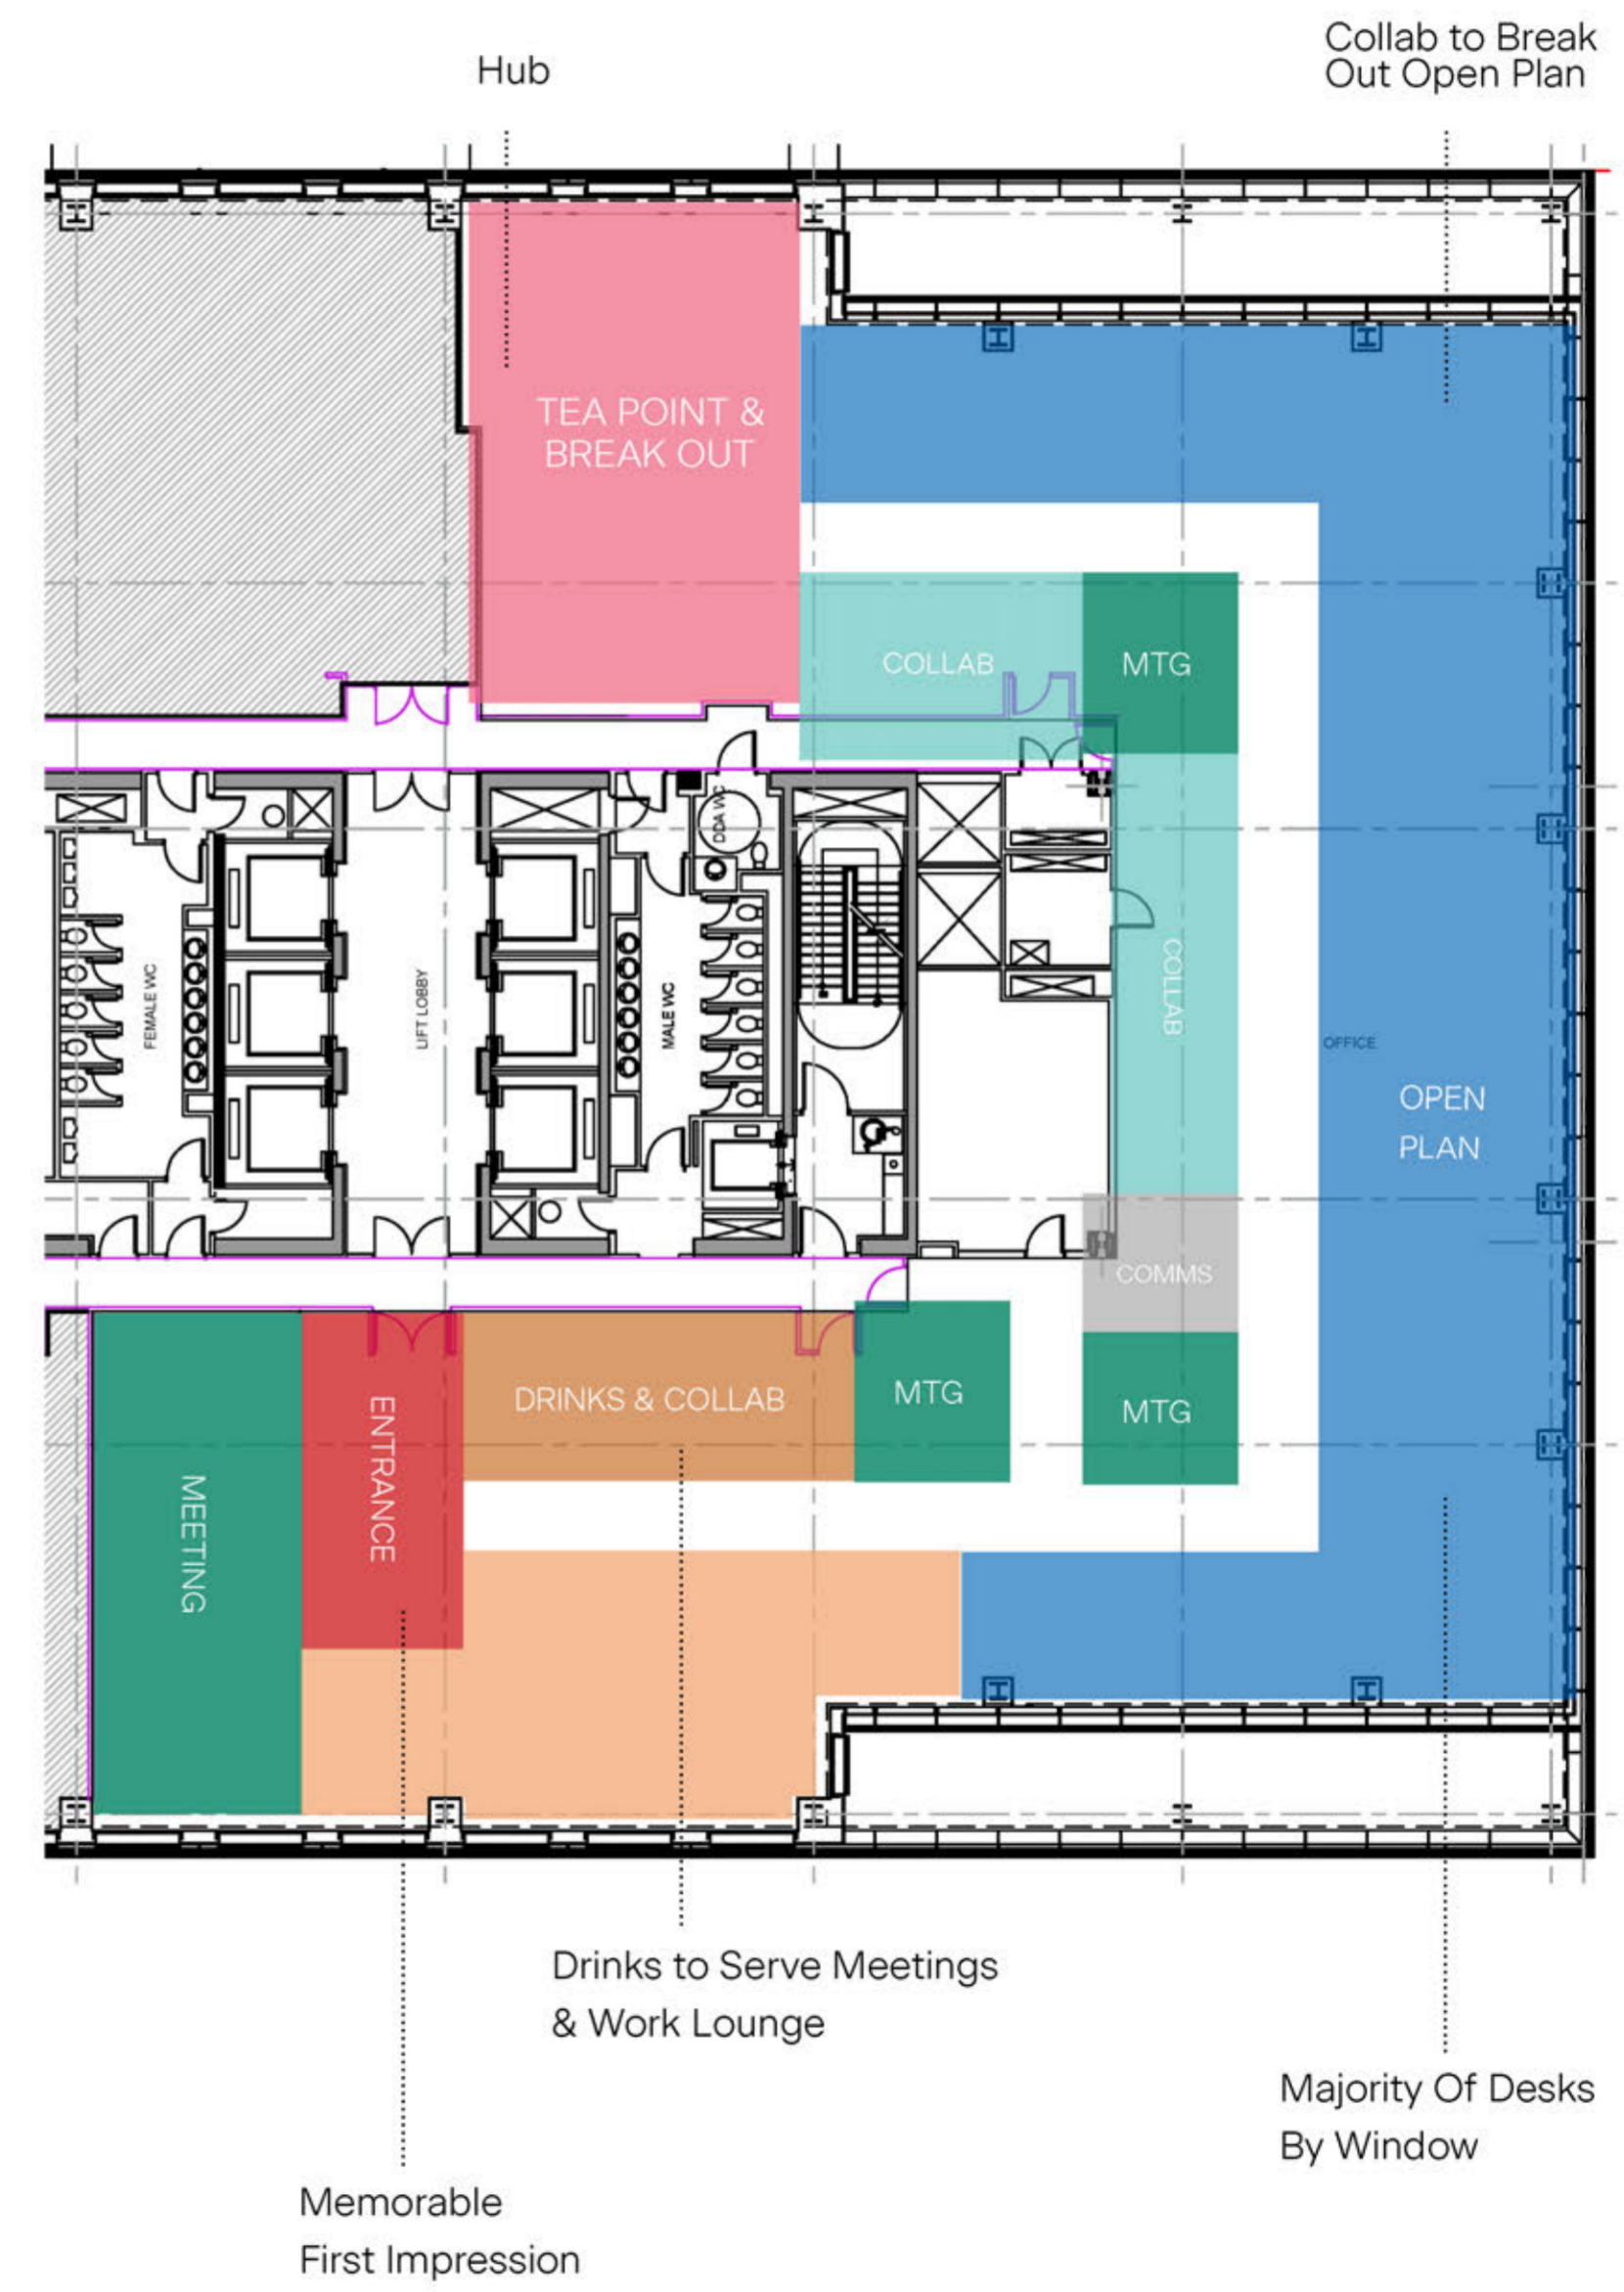 Hub
Collab to Break
Out Open Plan
TEA POINT &
BREAK OUT
COLLAB
MTG
DDA WC
FEMALE WC
LIFT LOBBY
MALE WC
COLLAB
OFFICE
OPEN
PLAN
COMMS
MEETING
ENTRANCE
DRINKS & COLLAB
MTG
MTG
Drinks to Serve Meetings
& Work Lounge
Majority Of Desks
By Window
Memorable
First Impression